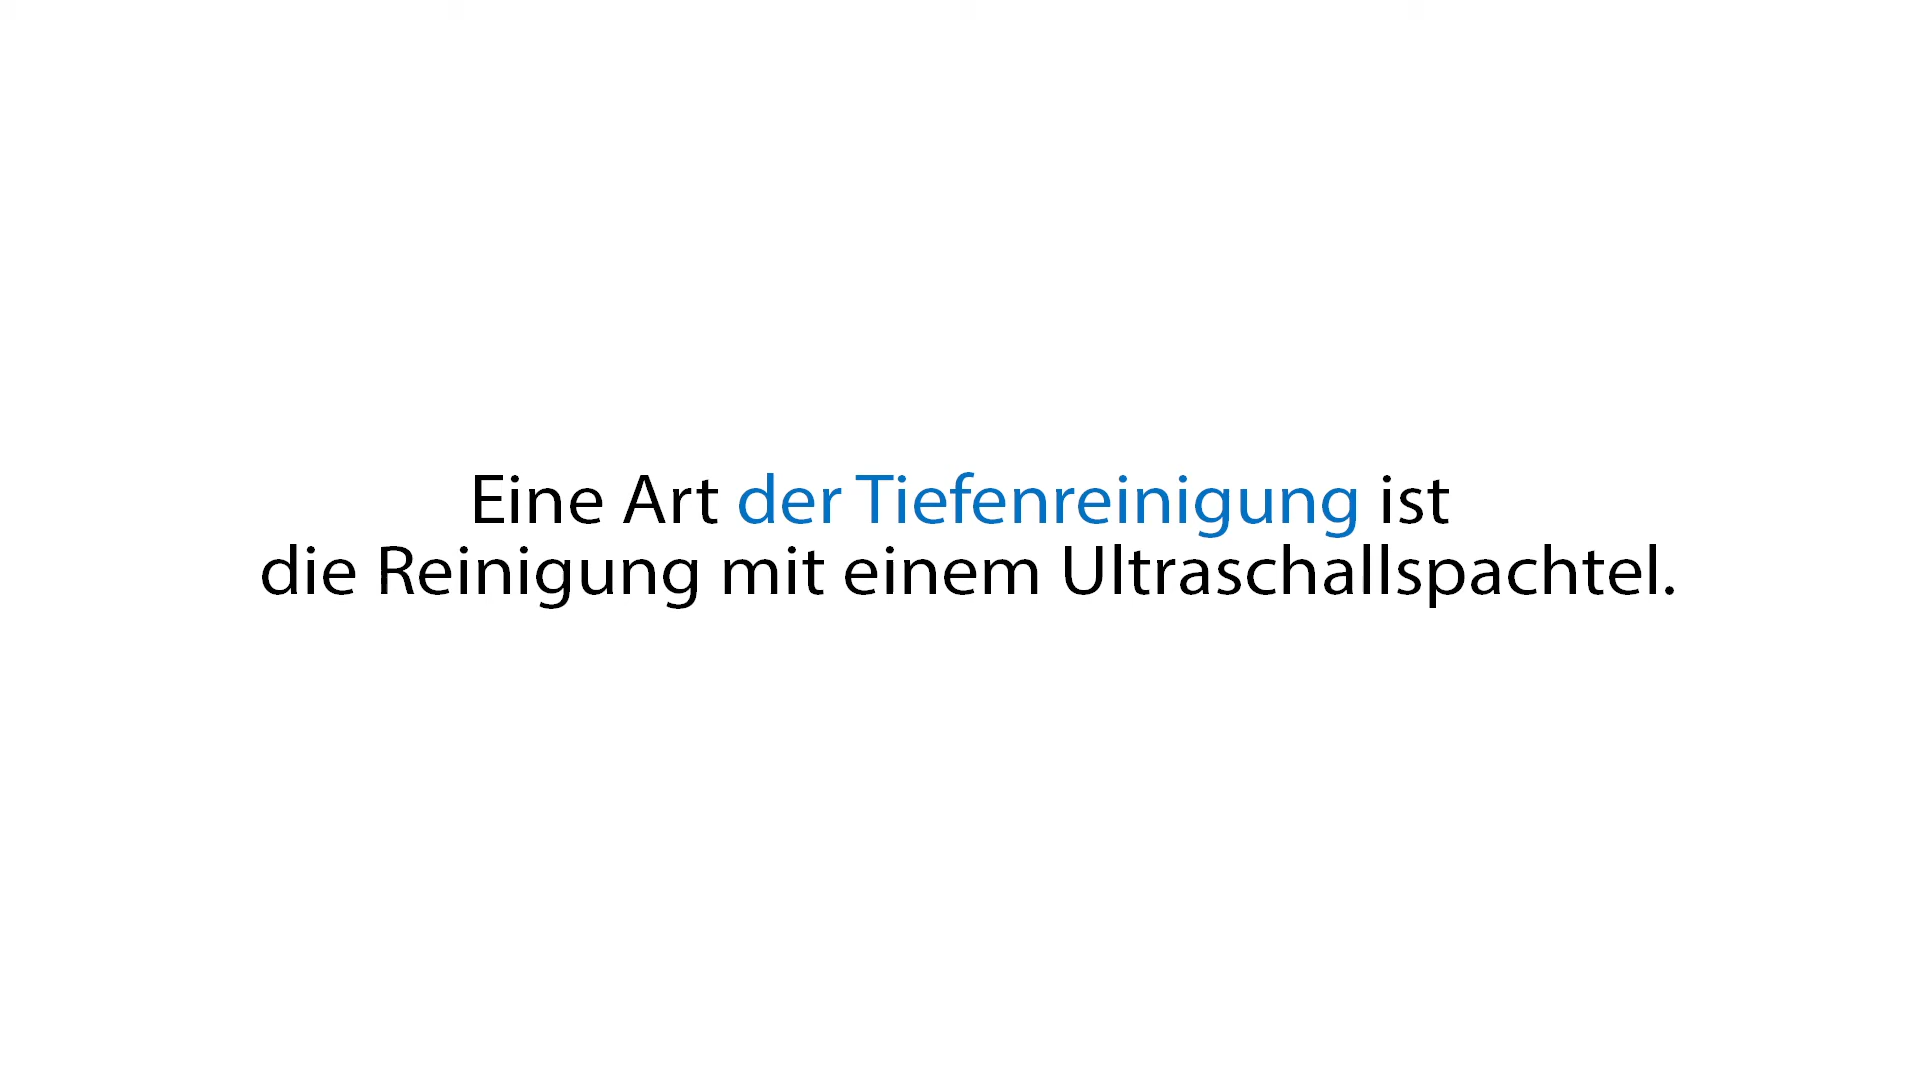 Eine Art der Tiefenreinigung ist
die Reinigung mit einem Ultraschallspachtel.